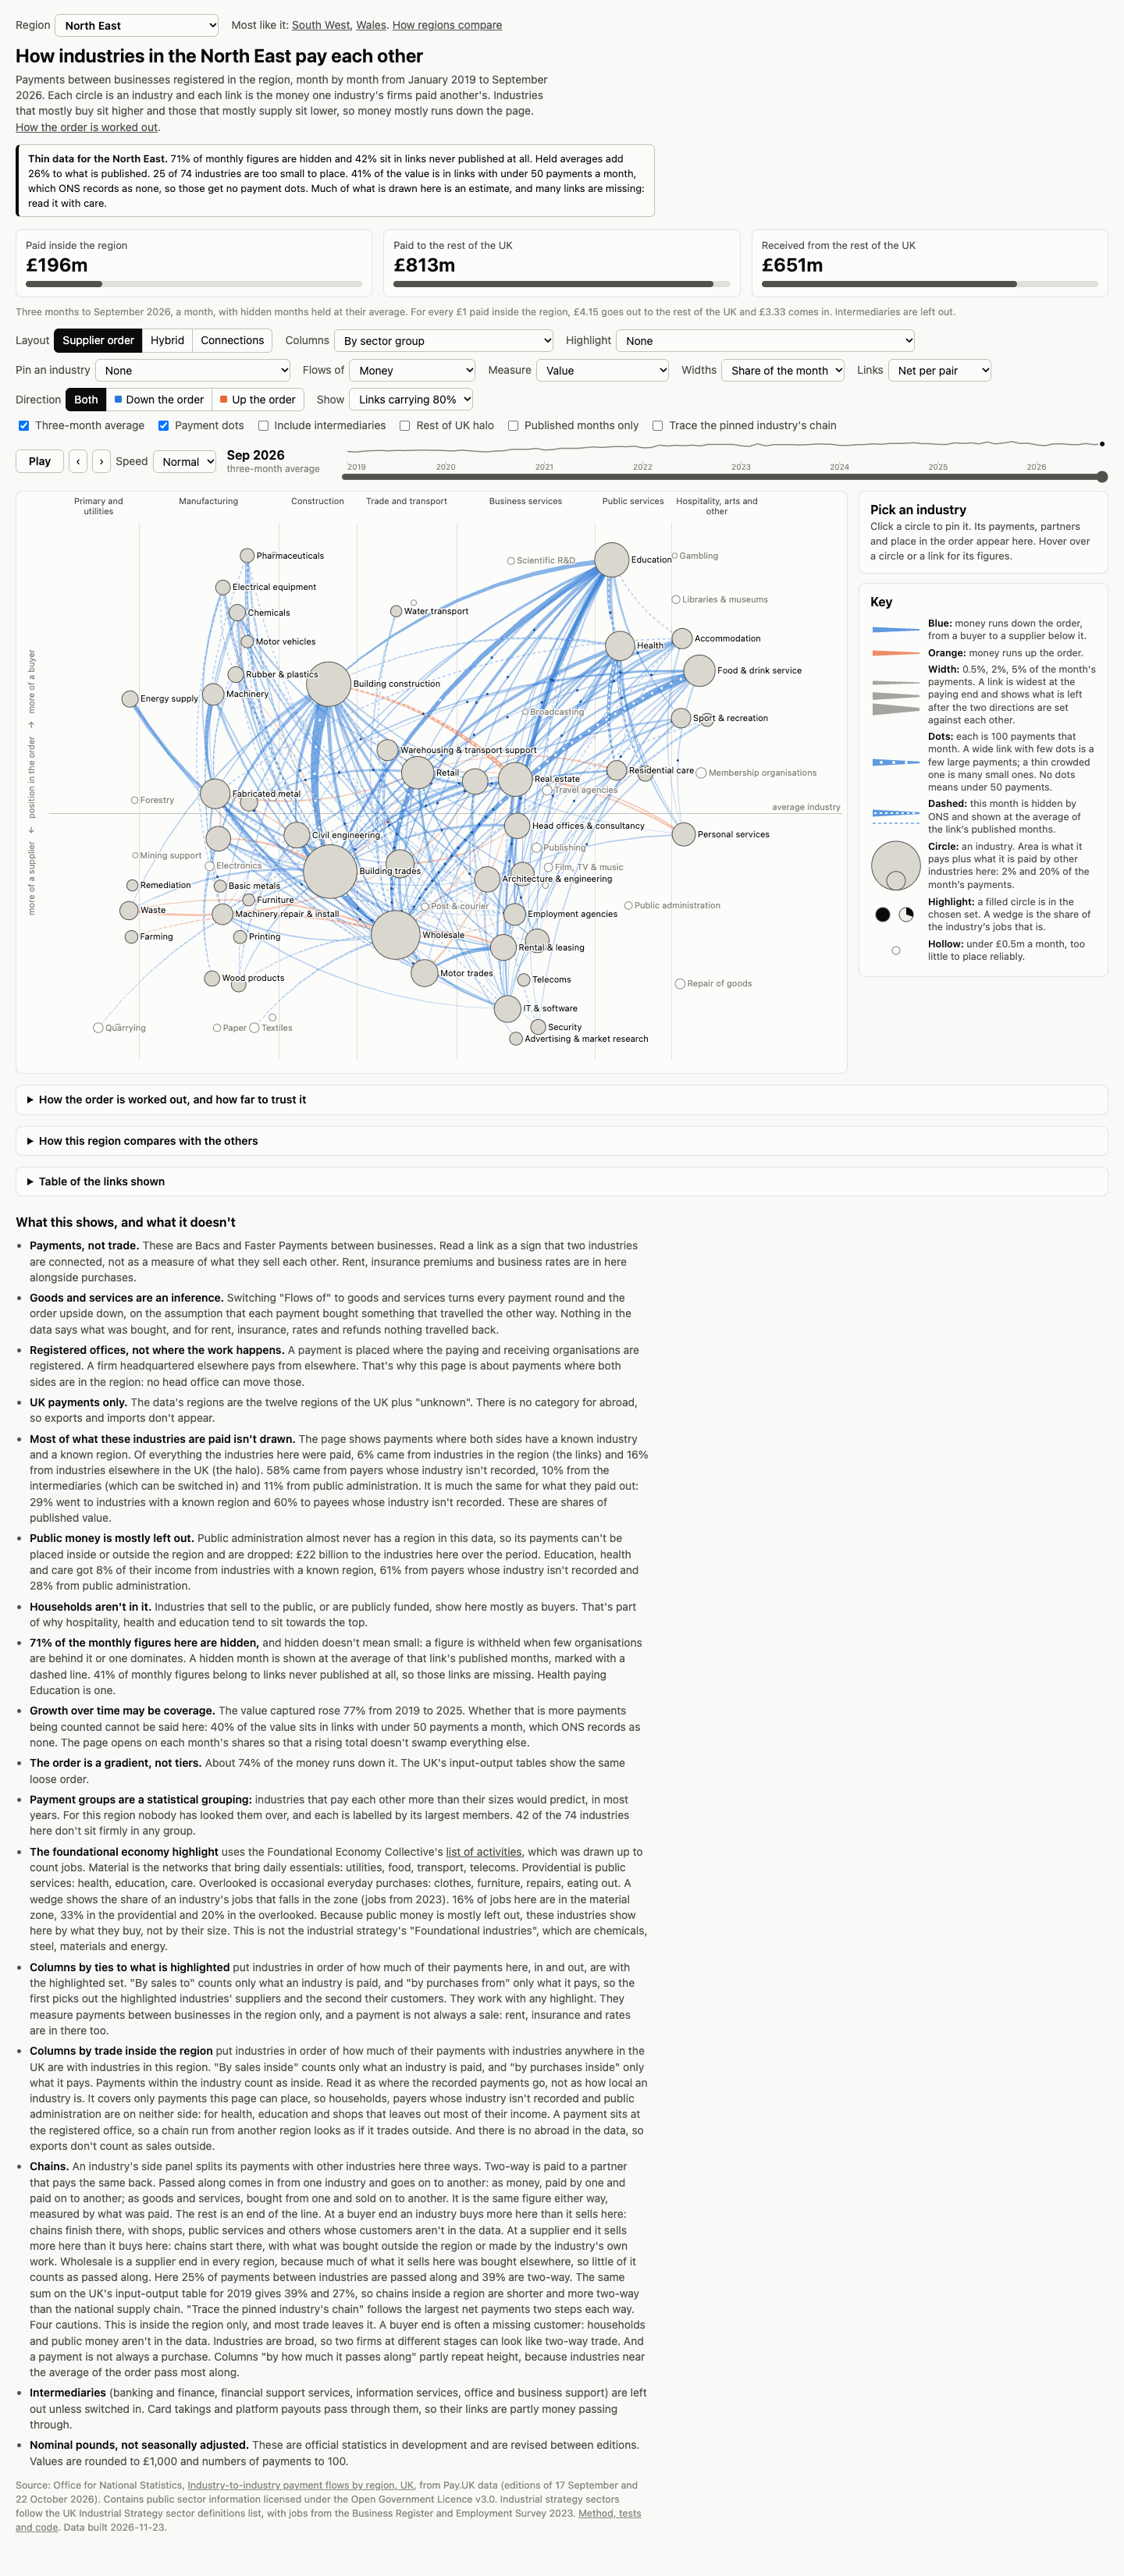 Region North East Most like it: South West, Wales. How regions compare
How industries in the North East pay each other
Payments between businesses registered in the region, month by month from January 2019 to September
2026. Each circle is an industry and each link is the money one industry's firms paid another's. Industries
that mostly buy sit higher and those that mostly supply sit lower, so money mostly runs down the page.
How the order is worked out.
Thin data for the North East. 71% of monthly figures are hidden and 42% sit in links never published at all. Held averages add
26% to what is published. 25 of 74 industries are too small to place. 41% of the value is in links with under 50 payments a month,
which ONS records as none, so those get no payment dots. Much of what is drawn here is an estimate, and many links are missing:
read it with care.
Paid inside the region
£196m
Paid to the rest of the UK
£813m
Received from the rest of the UK
£651m
Three months to September 2026, a month, with hidden months held at their average. For every £1 paid inside the region, £4.15 goes out to the rest of the UK and £3.33 comes in. Intermediaries are left out.
Layout Supplier order Hybrid Connections Columns By sector group Highlight None
Pin an industry None Flows of Money Measure Value Widths Share of the month Links Net per pair
Direction Both Down the order Up the order Show Links carrying 80%
Three-month average Payment dots Include intermediaries Rest of UK halo Published months only Trace the pinned industry's chain
Play ‹ › Speed Normal Sep 2026
three-month average
2019 2020 2021 2022 2023 2024 2025 2026
Primary and
utilities
Manufacturing
Construction
Trade and transport
Business services
Public services
Hospitality, arts and
other
more of a supplier ← position in the order → more of a buyer
Pharmaceuticals
Scientific R&D
Education
Gambling
Electrical equipment
Libraries & museums
Chemicals
Water transport
Motor vehicles
Health
Accommodation
Rubber & plastics
Building construction
Food & drink service
Energy supply
Machinery
Broadcasting
Sport & recreation
Warehousing & transport support
Retail
Real estate
Residential care
Membership organisations
Travel agencies
Forestry
Fabricated metal
average industry
Civil engineering
Head offices & consultancy
Personal services
Mining support
Electronics
Building trades
Publishing
Film, TV & music
Remediation
Basic metals
Architecture & engineering
Furniture
Waste
Machinery repair & install
Post & courier
Employment agencies
Public administration
Farming
Printing
Wholesale
Rental & leasing
Wood products
Motor trades
Telecoms
Repair of goods
Quarrying
Paper
Textiles
IT & software
Security
Advertising & market research
Pick an industry
Click a circle to pin it. Its payments, partners
and place in the order appear here. Hover over
a circle or a link for its figures.
Key
Blue: money runs down the order,
from a buyer to a supplier below it.
Orange: money runs up the order.
Width: 0.5%, 2%, 5% of the month's
payments. A link is widest at the
paying end and shows what is left
after the two directions are set
against each other.
Dots: each is 100 payments that
month. A wide link with few dots is a
few large payments; a thin crowded
one is many small ones. No dots
means under 50 payments.
Dashed: this month is hidden by
ONS and shown at the average of
the link's published months.
Circle: an industry. Area is what it
pays plus what it is paid by other
industries here: 2% and 20% of the
month's payments.
Highlight: a filled circle is in the
chosen set. A wedge is the share of
the industry's jobs that is.
Hollow: under £0.5m a month, too
little to place reliably.
▶ How the order is worked out, and how far to trust it
▶ How this region compares with the others
▶ Table of the links shown
What this shows, and what it doesn't
• Payments, not trade. These are Bacs and Faster Payments between businesses. Read a link as a sign that two industries
are connected, not as a measure of what they sell each other. Rent, insurance premiums and business rates are in here
alongside purchases.
• Goods and services are an inference. Switching "Flows of" to goods and services turns every payment round and the
order upside down, on the assumption that each payment bought something that travelled the other way. Nothing in the
data says what was bought, and for rent, insurance, rates and refunds nothing travelled back.
• Registered offices, not where the work happens. A payment is placed where the paying and receiving organisations are
registered. A firm headquartered elsewhere pays from elsewhere. That's why this page is about payments where both
sides are in the region: no head office can move those.
• UK payments only. The data's regions are the twelve regions of the UK plus "unknown". There is no category for abroad,
so exports and imports don't appear.
• Most of what these industries are paid isn't drawn. The page shows payments where both sides have a known industry
and a known region. Of everything the industries here were paid, 6% came from industries in the region (the links) and 16%
from industries elsewhere in the UK (the halo). 58% came from payers whose industry isn't recorded, 10% from the
intermediaries (which can be switched in) and 11% from public administration. It is much the same for what they paid out:
29% went to industries with a known region and 60% to payees whose industry isn't recorded. These are shares of
published value.
• Public money is mostly left out. Public administration almost never has a region in this data, so its payments can't be
placed inside or outside the region and are dropped: £22 billion to the industries here over the period. Education, health
and care got 8% of their income from industries with a known region, 61% from payers whose industry isn't recorded and
28% from public administration.
• Households aren't in it. Industries that sell to the public, or are publicly funded, show here mostly as buyers. That's part
of why hospitality, health and education tend to sit towards the top.
• 71% of the monthly figures here are hidden, and hidden doesn't mean small: a figure is withheld when few organisations
are behind it or one dominates. A hidden month is shown at the average of that link's published months, marked with a
dashed line. 41% of monthly figures belong to links never published at all, so those links are missing. Health paying
Education is one.
• Growth over time may be coverage. The value captured rose 77% from 2019 to 2025. Whether that is more payments
being counted cannot be said here: 40% of the value sits in links with under 50 payments a month, which ONS records as
none. The page opens on each month's shares so that a rising total doesn't swamp everything else.
• The order is a gradient, not tiers. About 74% of the money runs down it. The UK's input-output tables show the same
loose order.
• Payment groups are a statistical grouping: industries that pay each other more than their sizes would predict, in most
years. For this region nobody has looked them over, and each is labelled by its largest members. 42 of the 74 industries
here don't sit firmly in any group.
• The foundational economy highlight uses the Foundational Economy Collective's list of activities, which was drawn up to
count jobs. Material is the networks that bring daily essentials: utilities, food, transport, telecoms. Providential is public
services: health, education, care. Overlooked is occasional everyday purchases: clothes, furniture, repairs, eating out. A
wedge shows the share of an industry's jobs that falls in the zone (jobs from 2023). 16% of jobs here are in the material
zone, 33% in the providential and 20% in the overlooked. Because public money is mostly left out, these industries show
here by what they buy, not by their size. This is not the industrial strategy's "Foundational industries", which are chemicals,
steel, materials and energy.
• Columns by ties to what is highlighted put industries in order of how much of their payments here, in and out, are with
the highlighted set. "By sales to" counts only what an industry is paid, and "by purchases from" only what it pays, so the
first picks out the highlighted industries' suppliers and the second their customers. They work with any highlight. They
measure payments between businesses in the region only, and a payment is not always a sale: rent, insurance and rates
are in there too.
• Columns by trade inside the region put industries in order of how much of their payments with industries anywhere in the
UK are with industries in this region. "By sales inside" counts only what an industry is paid, and "by purchases inside" only
what it pays. Payments within the industry count as inside. Read it as where the recorded payments go, not as how local an
industry is. It covers only payments this page can place, so households, payers whose industry isn't recorded and public
administration are on neither side: for health, education and shops that leaves out most of their income. A payment sits at
the registered office, so a chain run from another region looks as if it trades outside. And there is no abroad in the data, so
exports don't count as sales outside.
• Chains. An industry's side panel splits its payments with other industries here three ways. Two-way is paid to a partner
that pays the same back. Passed along comes in from one industry and goes on to another: as money, paid by one and
paid on to another; as goods and services, bought from one and sold on to another. It is the same figure either way,
measured by what was paid. The rest is an end of the line. At a buyer end an industry buys more here than it sells here:
chains finish there, with shops, public services and others whose customers aren't in the data. At a supplier end it sells
more here than it buys here: chains start there, with what was bought outside the region or made by the industry's own
work. Wholesale is a supplier end in every region, because much of what it sells here was bought elsewhere, so little of it
counts as passed along. Here 25% of payments between industries are passed along and 39% are two-way. The same
sum on the UK's input-output table for 2019 gives 39% and 27%, so chains inside a region are shorter and more two-way
than the national supply chain. "Trace the pinned industry's chain" follows the largest net payments two steps each way.
Four cautions. This is inside the region only, and most trade leaves it. A buyer end is often a missing customer: households
and public money aren't in the data. Industries are broad, so two firms at different stages can look like two-way trade. And
a payment is not always a purchase. Columns "by how much it passes along" partly repeat height, because industries near
the average of the order pass most along.
• Intermediaries (banking and finance, financial support services, information services, office and business support) are left
out unless switched in. Card takings and platform payouts pass through them, so their links are partly money passing
through.
• Nominal pounds, not seasonally adjusted. These are official statistics in development and are revised between editions.
Values are rounded to £1,000 and numbers of payments to 100.
Source: Office for National Statistics, Industry-to-industry payment flows by region, UK, from Pay.UK data (editions of 17 September and
22 October 2026). Contains public sector information licensed under the Open Government Licence v3.0. Industrial strategy sectors
follow the UK Industrial Strategy sector definitions list, with jobs from the Business Register and Employment Survey 2023. Method, tests
and code. Data built 2026-11-23.